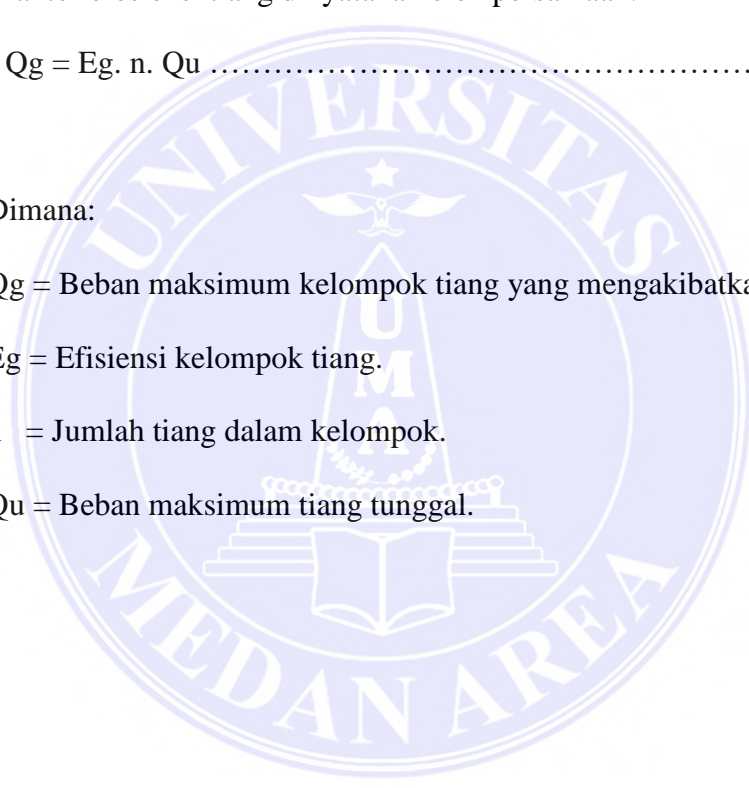 Qg = Eg. n. Qu ……………………………………………
Dimana:
Qg = Beban maksimum kelompok tiang yang mengakibatka
Eg = Efisiensi kelompok tiang.
= Jumlah tiang dalam kelompok.
Qu = Beban maksimum tiang tunggal.
UNIVERSITAS
UMA
MEDAN AREA